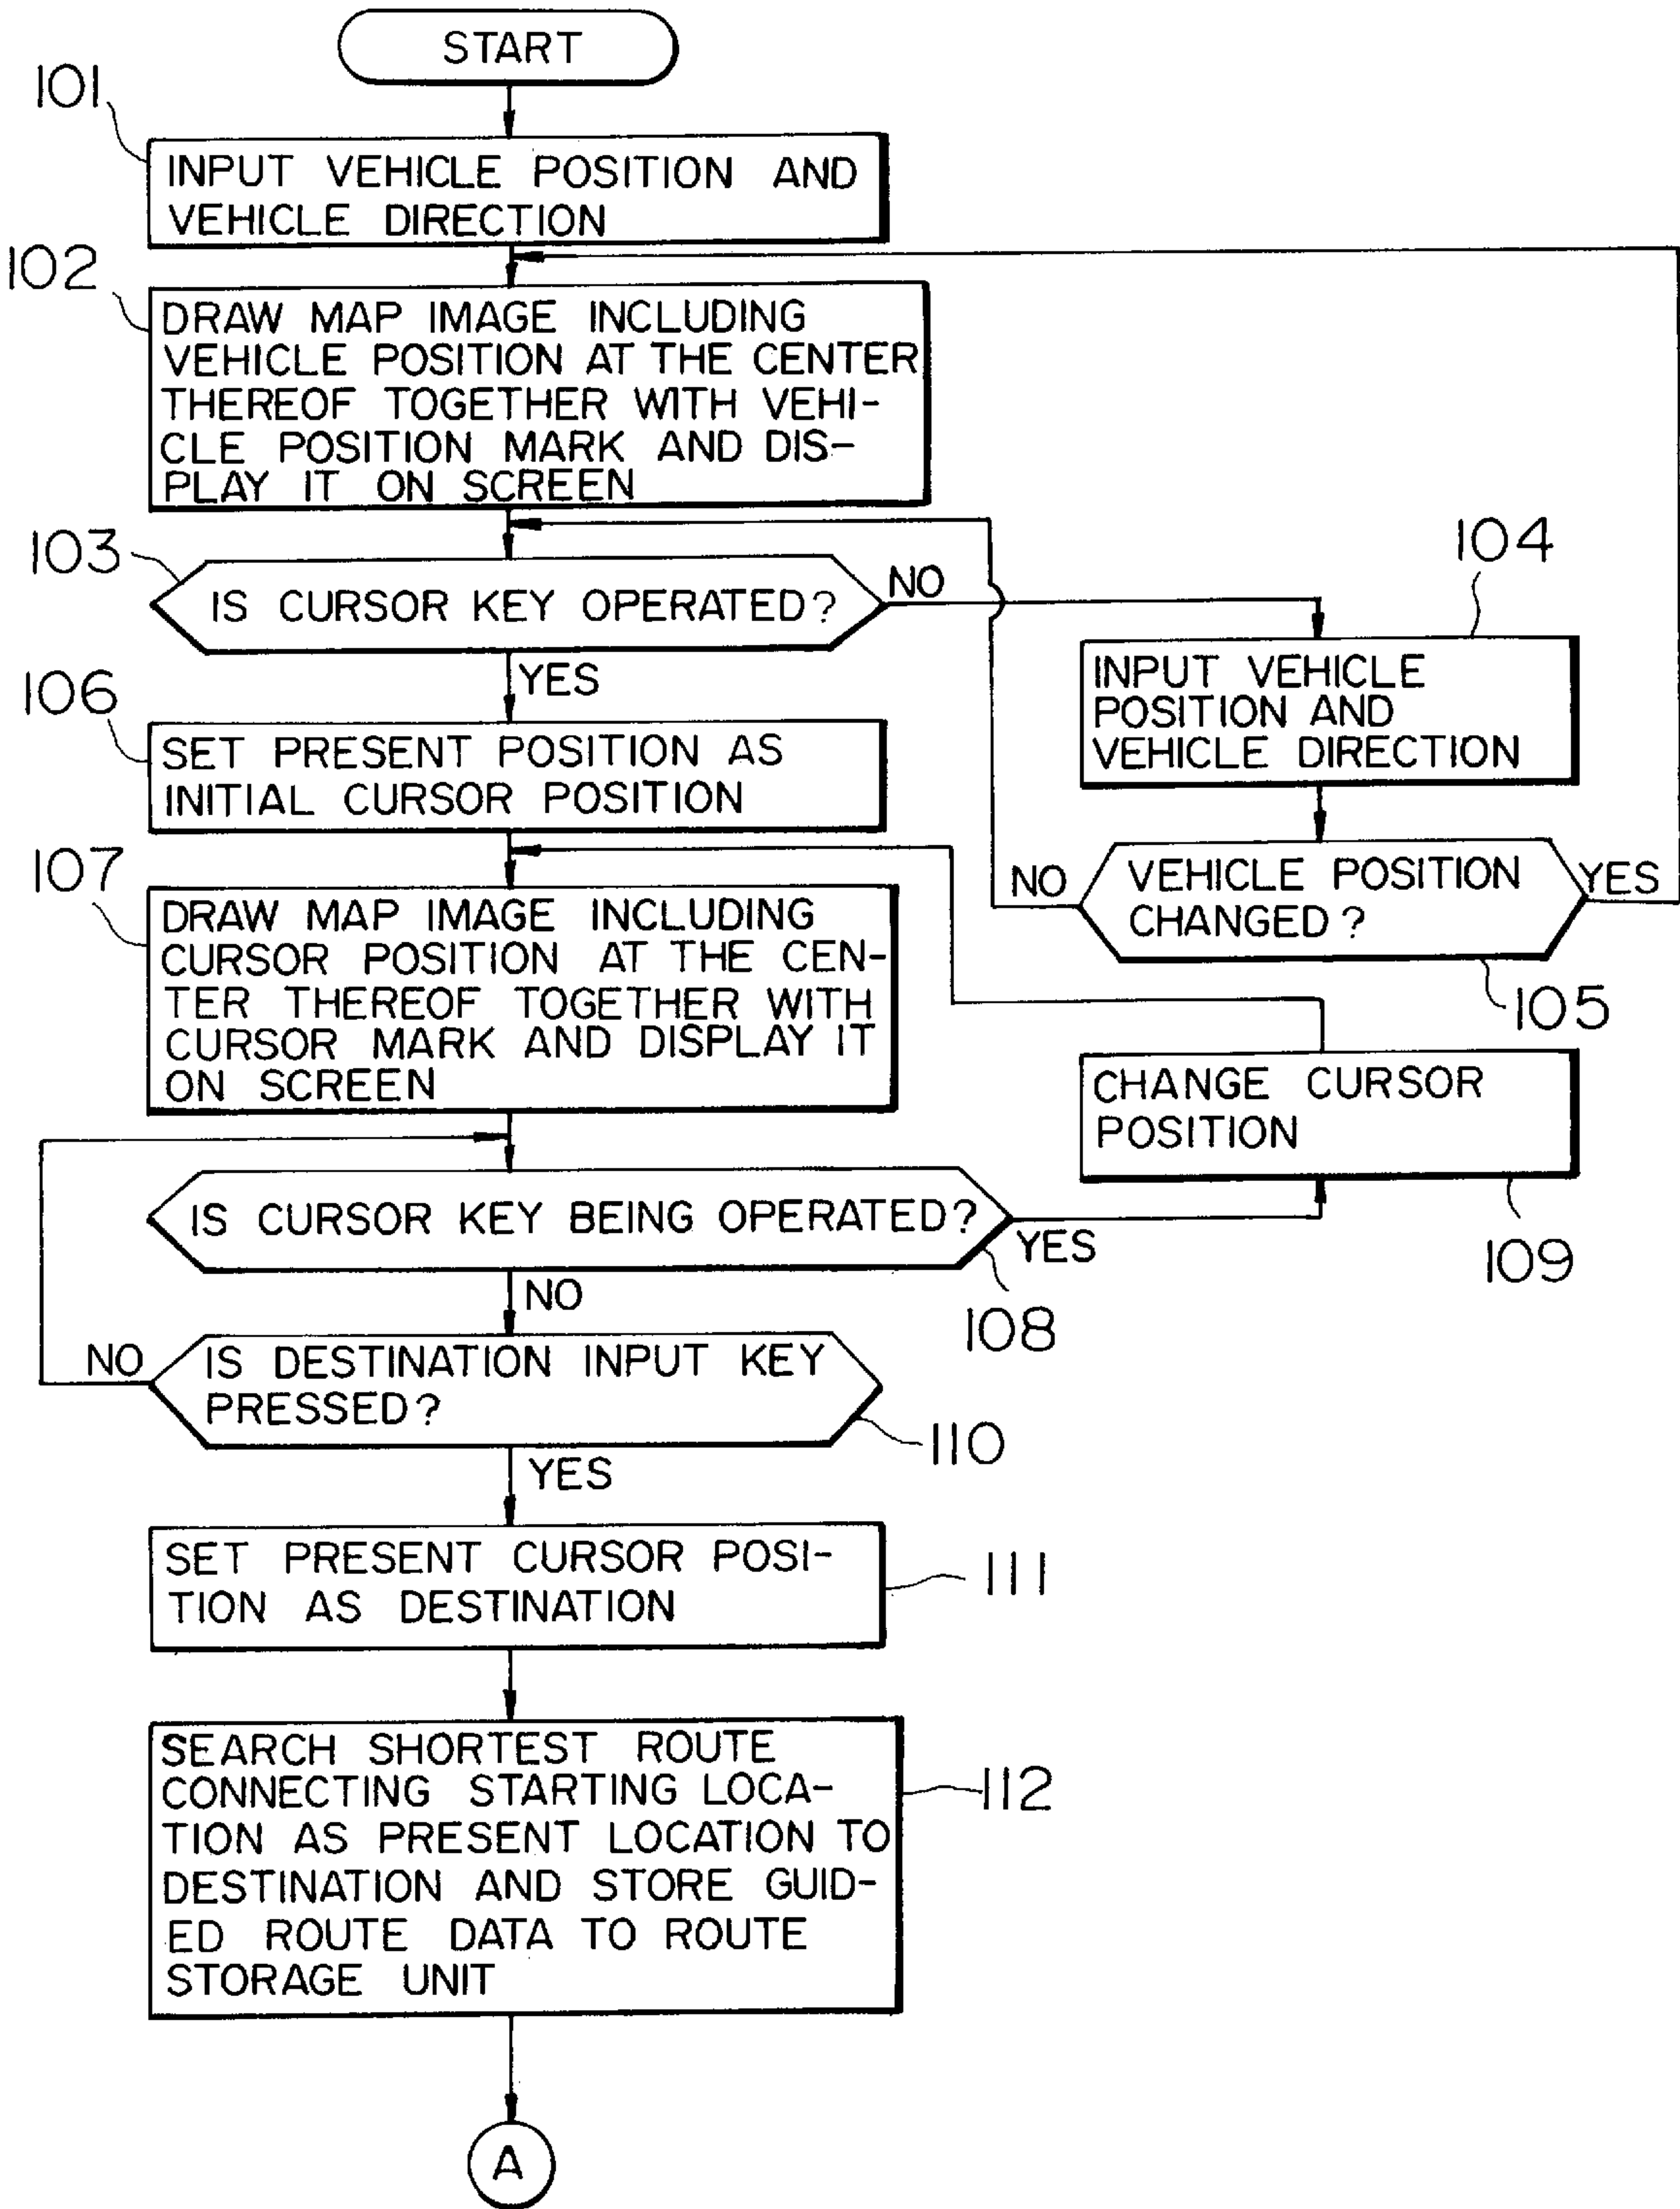 START
101
INPUT VEHICLE POSITION AND
VEHICLE DIRECTION
102
DRAW MAP IMAGE INCLUDING
VEHICLE POSITION AT THE CENTER
THEREOF TOGETHER WITH VEHI-
CLE POSITION MARK AND DIS-
PLAY IT ON SCREEN
103
IS CURSOR KEY OPERATED?
NO
YES
104
INPUT VEHICLE
POSITION AND
VEHICLE DIRECTION
NO
VEHICLE POSITION
CHANGED?
YES
105
106
SET PRESENT POSITION AS
INITIAL CURSOR POSITION
107
DRAW MAP IMAGE INCLUDING
CURSOR POSITION AT THE CEN-
TER THEREOF TOGETHER WITH
CURSOR MARK AND DISPLAY IT
ON SCREEN
IS CURSOR KEY BEING OPERATED?
YES
108
NO
CHANGE CURSOR
POSITION
109
NO
IS DESTINATION INPUT KEY
PRESSED?
110
YES
SET PRESENT CURSOR POSI-
TION AS DESTINATION
111
SEARCH SHORTEST ROUTE
CONNECTING STARTING LOCA-
TION AS PRESENT LOCATION TO
DESTINATION AND STORE GUID-
ED ROUTE DATA TO ROUTE
STORAGE UNIT
112
A